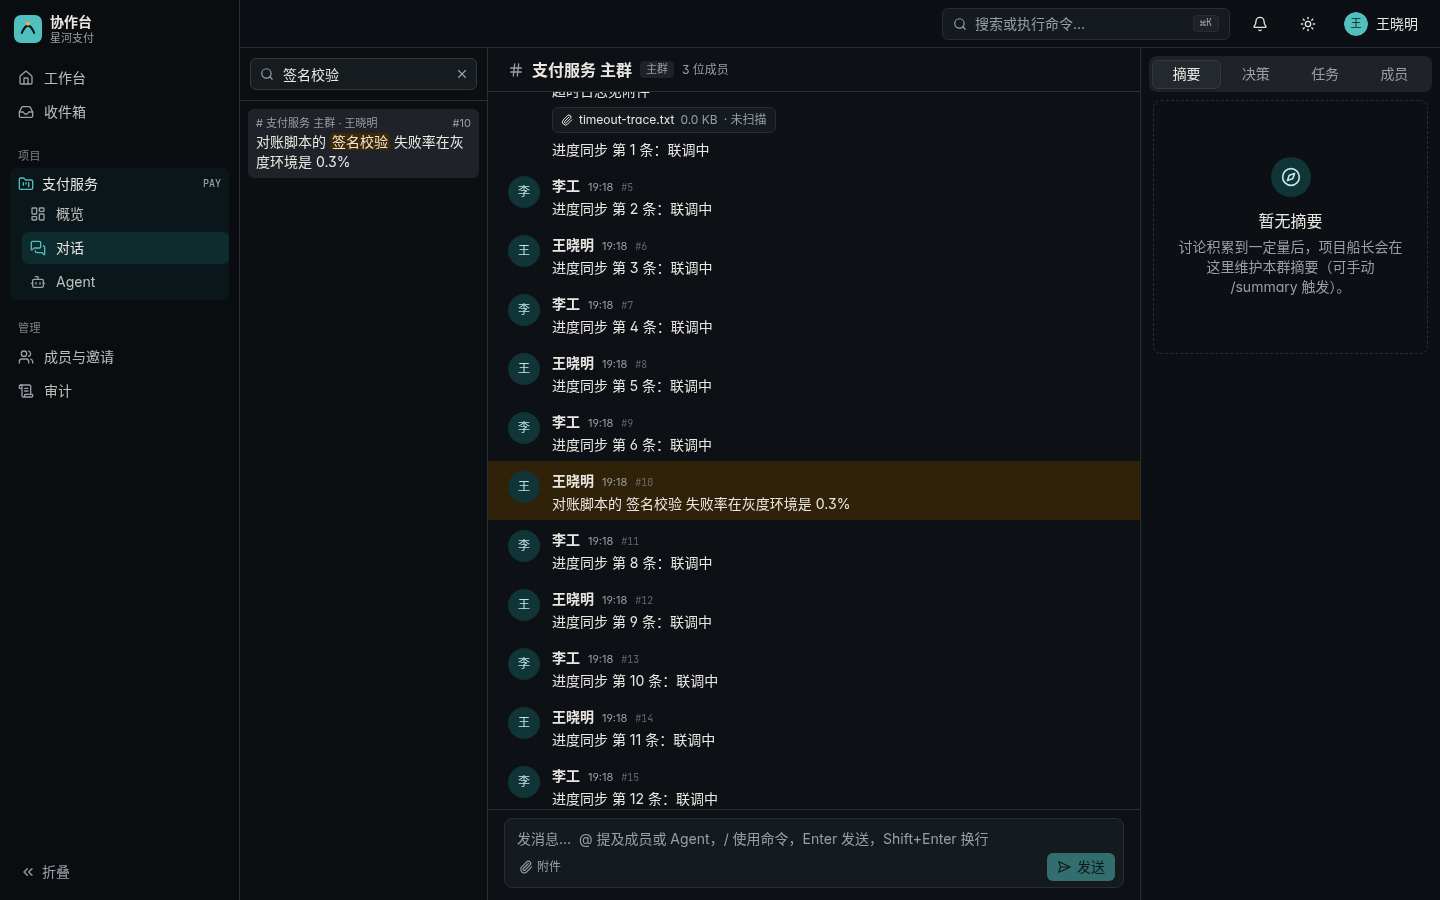 协作台
星河支付
工作台
收件箱
项目
支付服务 PAY
概览
对话
Agent
管理
成员与邀请
审计
折叠
搜索或执行命令... ⌘K
王 王晓明
签名校验
# 支付服务 主群 · 王晓明 #10
对账脚本的 签名校验 失败率在灰
度环境是 0.3%
支付服务 主群 主群 3 位成员
超时日志见附件
timeout-trace.txt 0.0 KB · 未扫描
进度同步 第 1 条：联调中
李 李工 19:18 #5
进度同步 第 2 条：联调中
王 王晓明 19:18 #6
进度同步 第 3 条：联调中
李 李工 19:18 #7
进度同步 第 4 条：联调中
王 王晓明 19:18 #8
进度同步 第 5 条：联调中
李 李工 19:18 #9
进度同步 第 6 条：联调中
王 王晓明 19:18 #10
对账脚本的 签名校验 失败率在灰度环境是 0.3%
李 李工 19:18 #11
进度同步 第 8 条：联调中
王 王晓明 19:18 #12
进度同步 第 9 条：联调中
李 李工 19:18 #13
进度同步 第 10 条：联调中
王 王晓明 19:18 #14
进度同步 第 11 条：联调中
李 李工 19:18 #15
进度同步 第 12 条：联调中
发消息... @ 提及成员或 Agent，/ 使用命令，Enter 发送，Shift+Enter 换行
附件
发送
摘要 决策 任务 成员
暂无摘要
讨论积累到一定量后，项目船长会在
这里维护本群摘要（可手动
/summary 触发）。